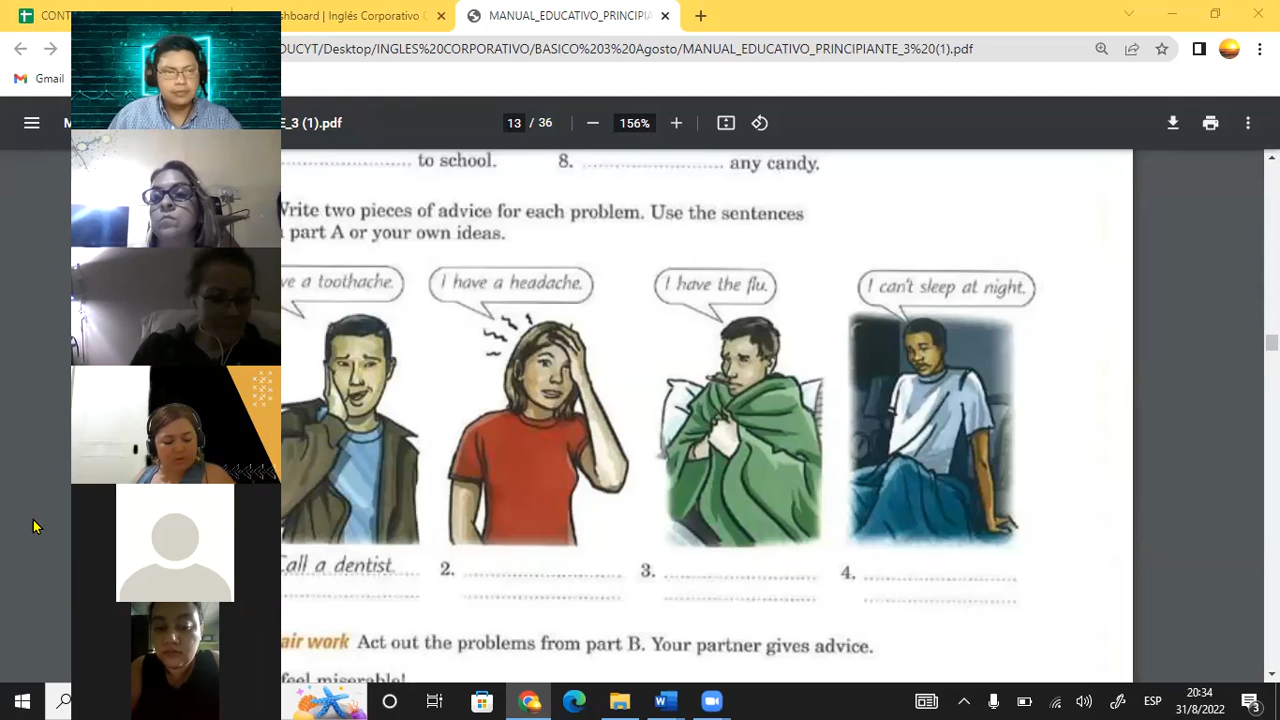 CONT
hboard | Inglés Corporativo (
MANUAL_EDUCATIVO_PRINCIPI
DUCYT/Desktop/INGLES%20CORPORATIVO/BASICO%203%20Agosto/MANUAL_EDUCATIVO_PRINCIPIANTE_3%20(1).pdf
Gmail
E_3 (1).pdf
13 / 36
156%
to school. 8. any candy.
Write two pieces of advice for each problem. Use the sentences
part A or your own ideas.
ve a toothache.
I have a headache.
I have the flu.
I can't sleep at night.
Call a dentist.
2.
3.
4.
air work Act out the problems from part B. Your partner gives advice.
feel miserable!
ESP
20:34
31/8/2022